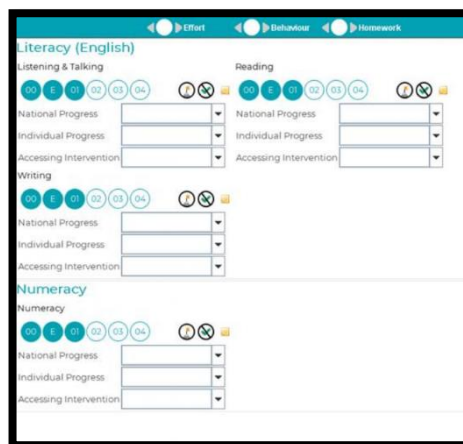 Effort Behaviour Homework
Literacy (English)
Listening & Talking
00 E 01 02 03 04
National Progress
Individual Progress
Accessing Intervention
Reading
00 E 01 02 03 04
National Progress
Individual Progress
Accessing Intervention
Writing
00 E 01 02 03 04
National Progress
Individual Progress
Accessing Intervention
Numeracy
Numeracy
00 E 01 02 03 04
National Progress
Individual Progress
Accessing Intervention